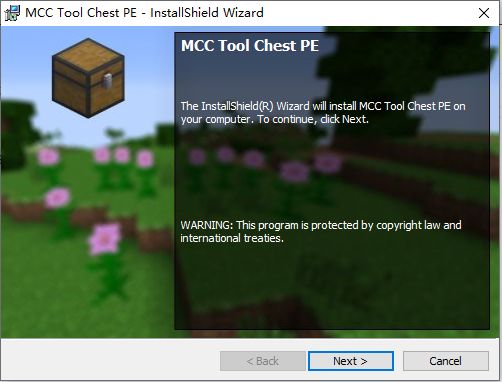 MCC Tool Chest PE - InstallShield Wizard
MCC Tool Chest PE
The InstallShield(R) Wizard will install MCC Tool Chest PE on
your computer. To continue, click Next.
WARNING: This program is protected by copyright law and
international treaties.
< Back
Next >
Cancel